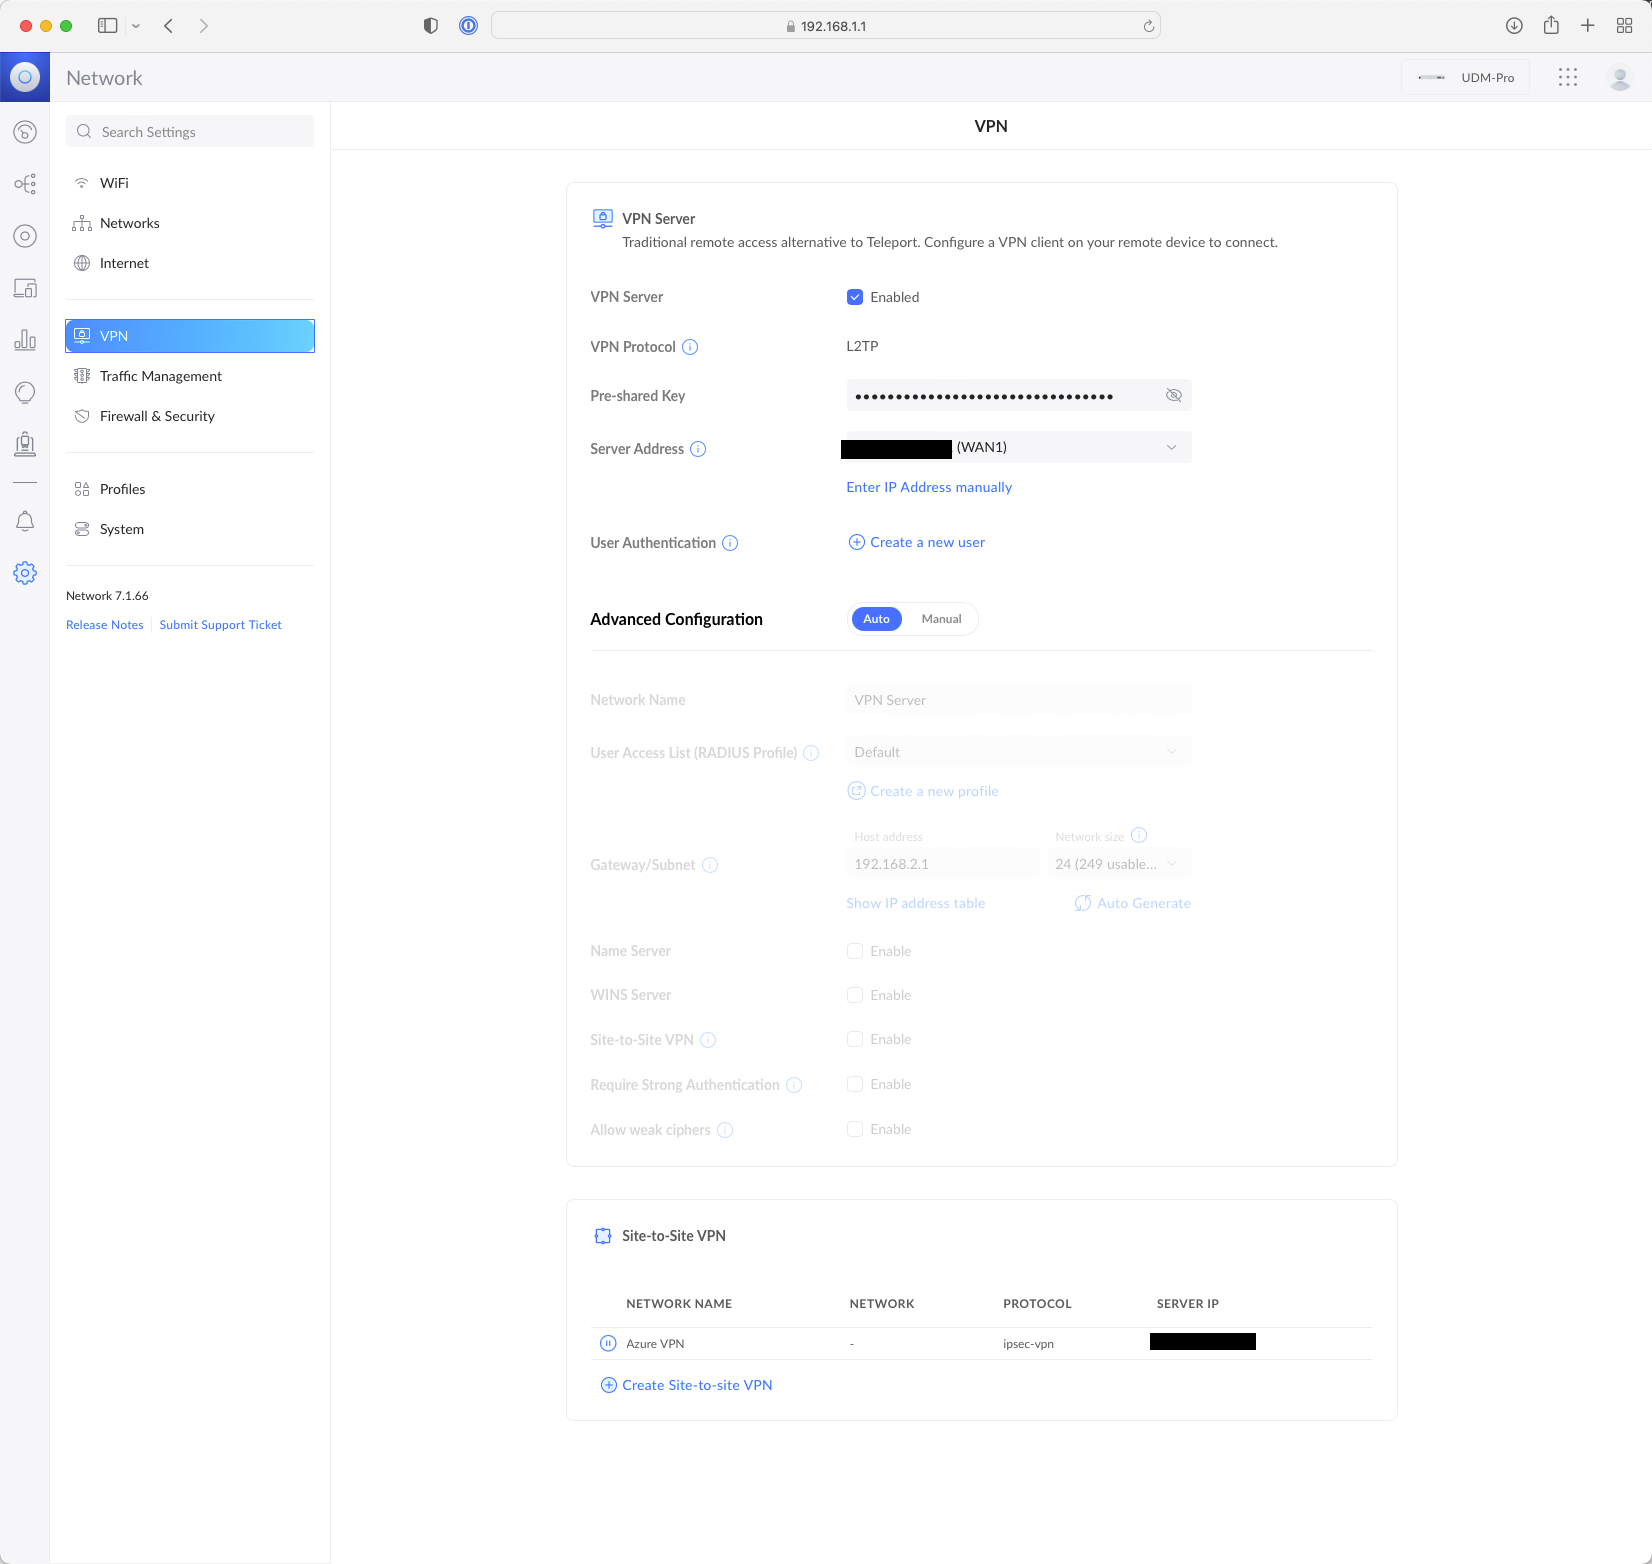 192.168.1.1
Network
UDM-Pro
Search Settings
WiFi
Networks
Internet
VPN
Traffic Management
Firewall & Security
Profiles
System
Network 7.1.66
Release Notes
Submit Support Ticket
VPN
VPN Server
Traditional remote access alternative to Teleport. Configure a VPN client on your remote device to connect.
VPN Server
Enabled
VPN Protocol
L2TP
Pre-shared Key
••••••••••••••••••••••••••••••••
Server Address
(WAN1)
Enter IP Address manually
User Authentication
Create a new user
Advanced Configuration
Auto
Manual
Network Name
VPN Server
User Access List (RADIUS Profile)
Default
Create a new profile
Host address
Network size
Gateway/Subnet
192.168.2.1
24 (249 usable...
Show IP address table
Auto Generate
Name Server
Enable
WINS Server
Enable
Site-to-Site VPN
Enable
Require Strong Authentication
Enable
Allow weak ciphers
Enable
Site-to-Site VPN
NETWORK NAME
NETWORK
PROTOCOL
SERVER IP
Azure VPN
-
ipsec-vpn
Create Site-to-site VPN